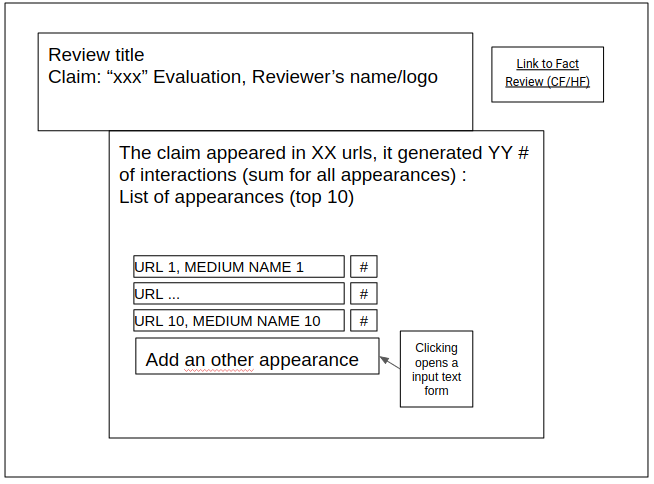 Review title
Claim: “xxx” Evaluation, Reviewer’s name/logo
Link to Fact
Review (CF/HF)
The claim appeared in XX urls, it generated YY #
of interactions (sum for all appearances) :
List of appearances (top 10)
URL 1, MEDIUM NAME 1 #
URL ... #
URL 10, MEDIUM NAME 10 #
Add an other appearance
Clicking
opens a
input text
form